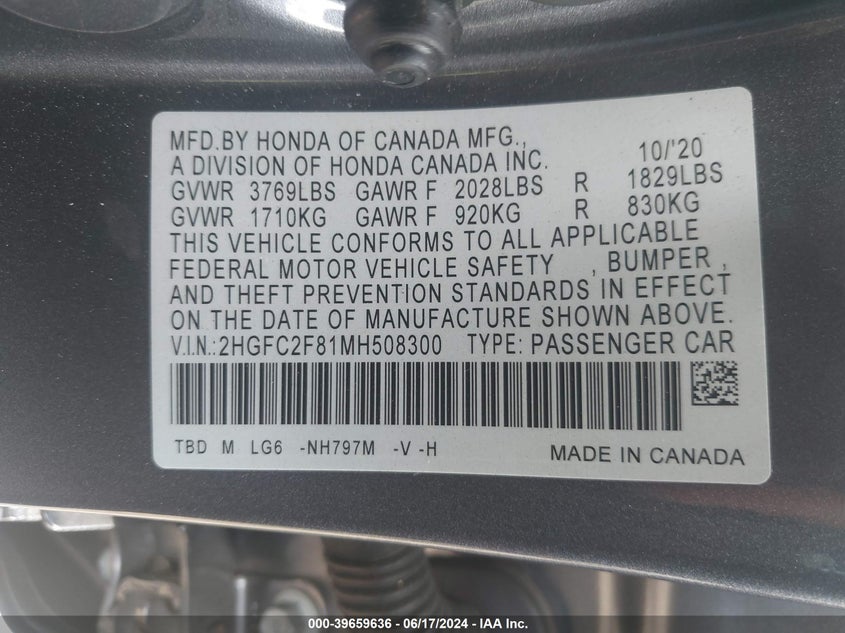 MFD.BY HONDA OF CANADA MFG.,
A DIVISION OF HONDA CANADA INC. 10/'20
GVWR 3769LBS GAWR F 2028LBS R 1829LBS
GVWR 1710KG GAWR F 920KG R 830KG
THIS VEHICLE CONFORMS TO ALL APPLICABLE
FEDERAL MOTOR VEHICLE SAFETY , BUMPER ,
AND THEFT PREVENTION STANDARDS IN EFFECT
ON THE DATE OF MANUFACTURE SHOWN ABOVE.
V.I.N.:2HGFC2F81MH508300 TYPE: PASSENGER CAR
TBD M LG6 -NH797M -V -H MADE IN CANADA
000-39659636 - 06/17/2024 - IAA Inc.